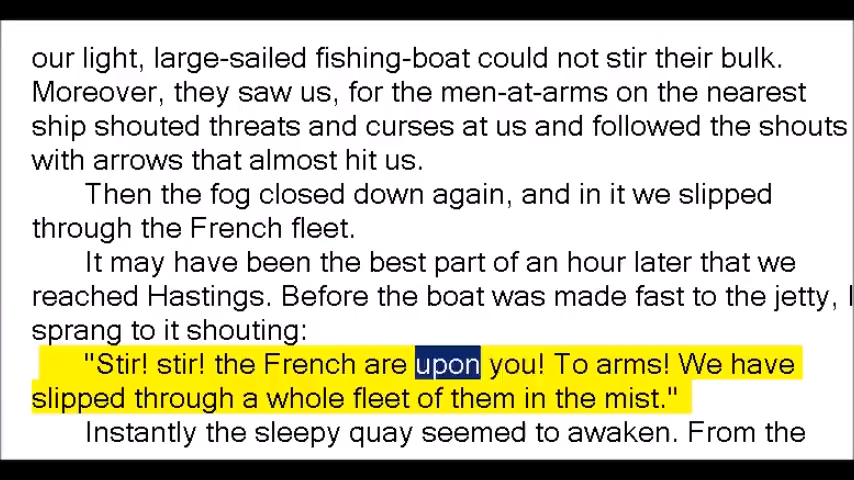 our light, large-sailed fishing-boat could not stir their bulk.
Moreover, they saw us, for the men-at-arms on the nearest
ship shouted threats and curses at us and followed the shouts
with arrows that almost hit us.
Then the fog closed down again, and in it we slipped
through the French fleet.
It may have been the best part of an hour later that we
reached Hastings. Before the boat was made fast to the jetty, I
sprang to it shouting:
"Stir! stir! the French are upon you! To arms! We have
slipped through a whole fleet of them in the mist."
Instantly the sleepy quay seemed to awaken. From the